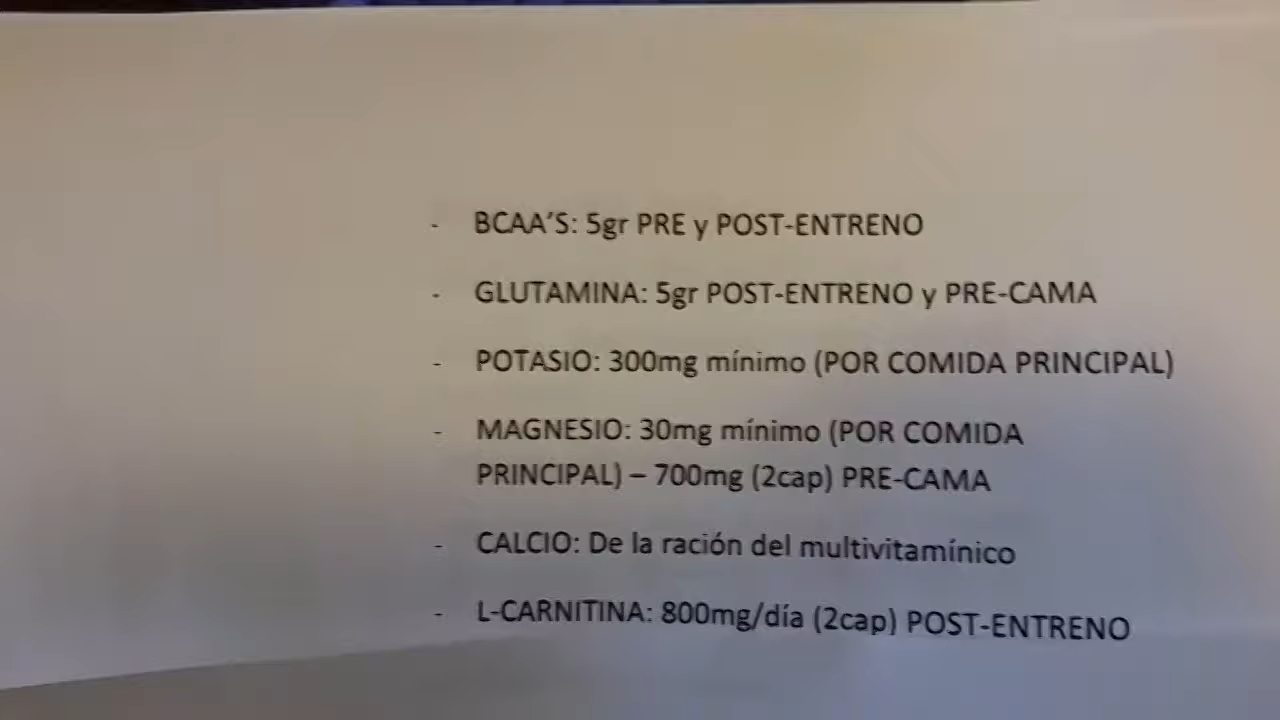 - BCAA'S: 5gr PRE y POST-ENTRENO
- GLUTAMINA: 5gr POST-ENTRENO y PRE-CAMA
- POTASIO: 300mg mínimo (POR COMIDA PRINCIPAL)
- MAGNESIO: 30mg mínimo (POR COMIDA
PRINCIPAL) – 700mg (2cap) PRE-CAMA
- CALCIO: De la ración del multivitamínico
- L-CARNITINA: 800mg/día (2cap) POST-ENTRENO